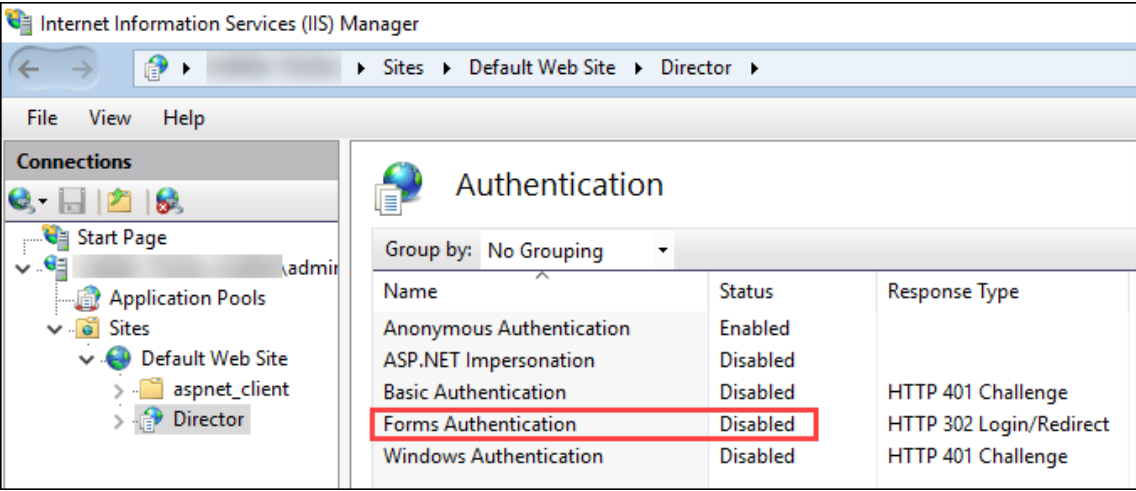 Internet Information Services (IIS) Manager
Sites Default Web Site Director
File View Help
Connections
Start Page
\admin
Application Pools
Sites
Default Web Site
aspnet_client
Director
Authentication
Group by: No Grouping
Name Status Response Type
Anonymous Authentication Enabled
ASP.NET Impersonation Disabled
Basic Authentication Disabled HTTP 401 Challenge
Forms Authentication Disabled HTTP 302 Login/Redirect
Windows Authentication Disabled HTTP 401 Challenge